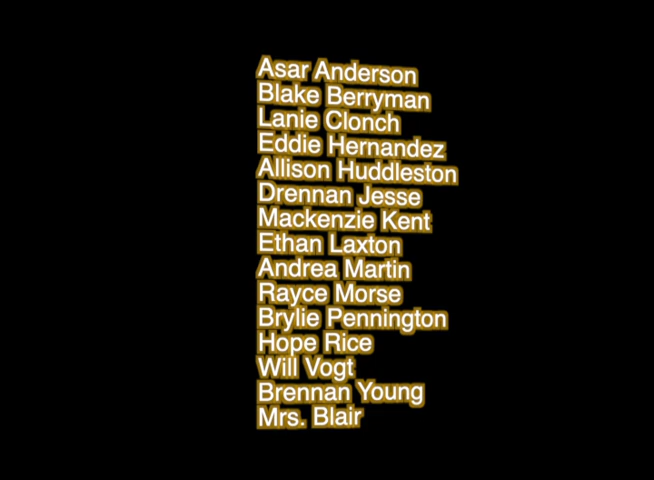 Asar Anderson
Blake Berryman
Lanie Clonch
Eddie Hernandez
Allison Huddleston
Drennan Jesse
Mackenzie Kent
Ethan Laxton
Andrea Martin
Rayce Morse
Brylie Pennington
Hope Rice
Will Vogt
Brennan Young
Mrs. Blair